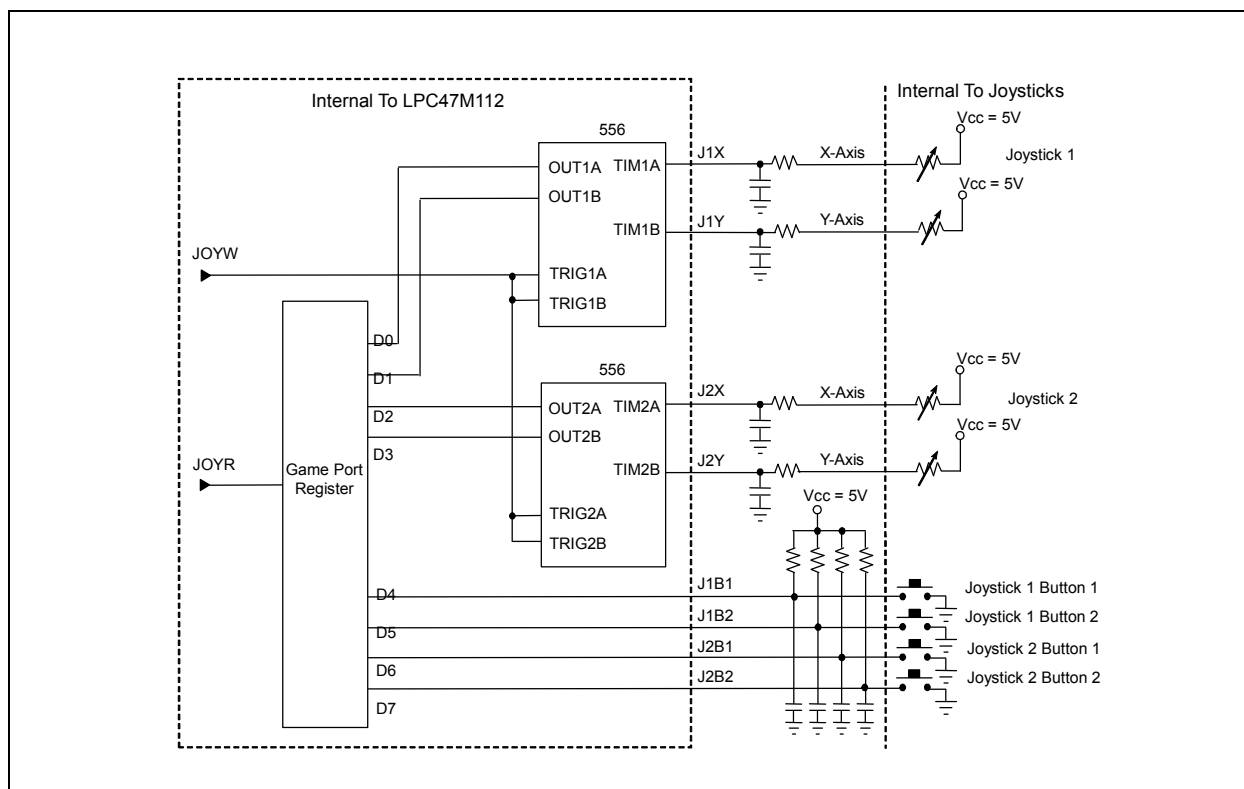 Internal To LPC47M112
Internal To Joysticks
Vcc = 5V
556
J1X
X-Axis
Joystick 1
OUT1A
TIM1A
Vcc = 5V
OUT1B
J1Y
Y-Axis
TIM1B
JOYW
TRIG1A
TRIG1B
D0
Vcc = 5V
D1
556
J2X
X-Axis
Joystick 2
D2
OUT2A
TIM2A
Vcc = 5V
OUT2B
D3
J2Y
Y-Axis
JOYR
Game Port
Register
TIM2B
Vcc = 5V
TRIG2A
TRIG2B
D4
J1B1
Joystick 1 Button 1
D5
J1B2
Joystick 1 Button 2
D6
J2B1
Joystick 2 Button 1
D7
J2B2
Joystick 2 Button 2